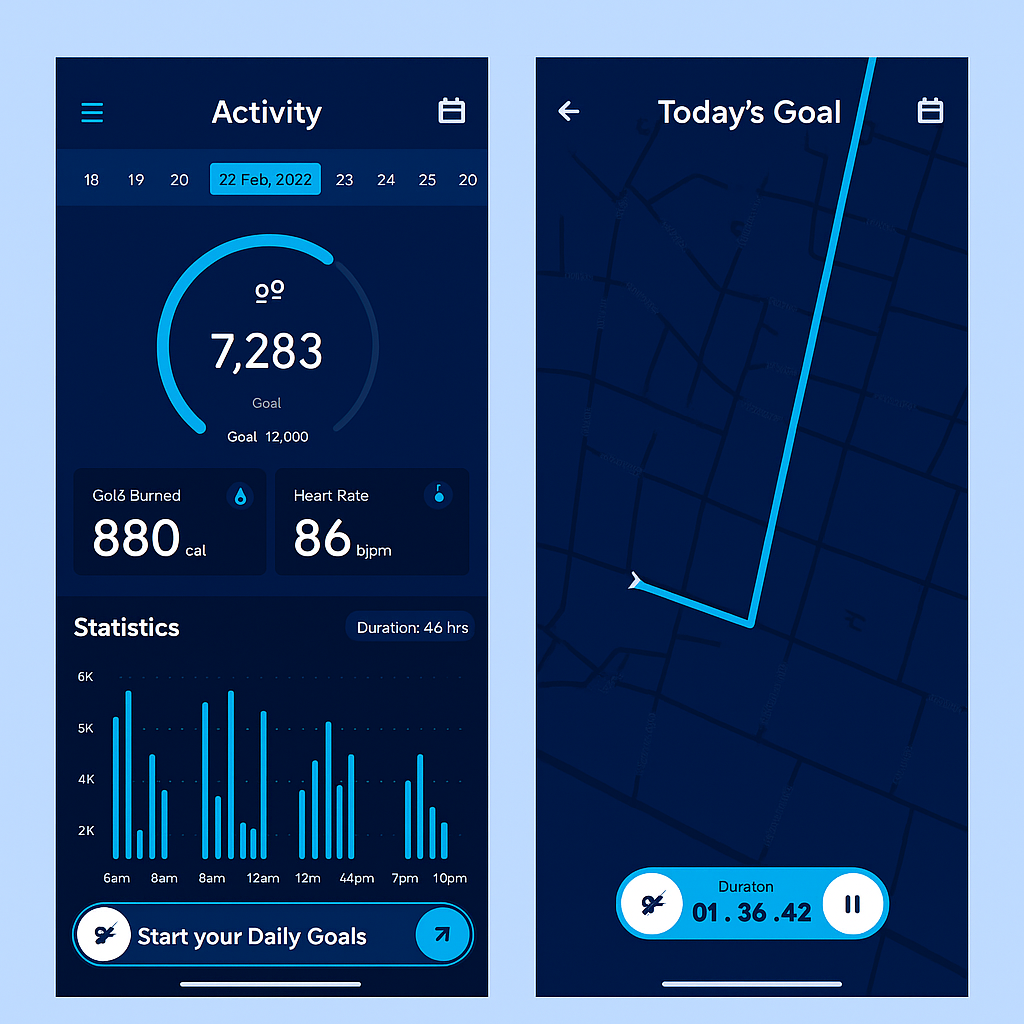 Activity
18 19 20 22 Feb, 2022 23 24 25 20
7,283
Goal
Goal 12,000
Gol6 Burned
880 cal
Heart Rate
86 bjpm
Statistics
Duration: 46 hrs
6K
5K
4K
2K
6am 8am 8am 12am 12m 44pm 7pm 10pm
Start your Daily Goals
Today's Goal
Duraton
01 . 36 .42